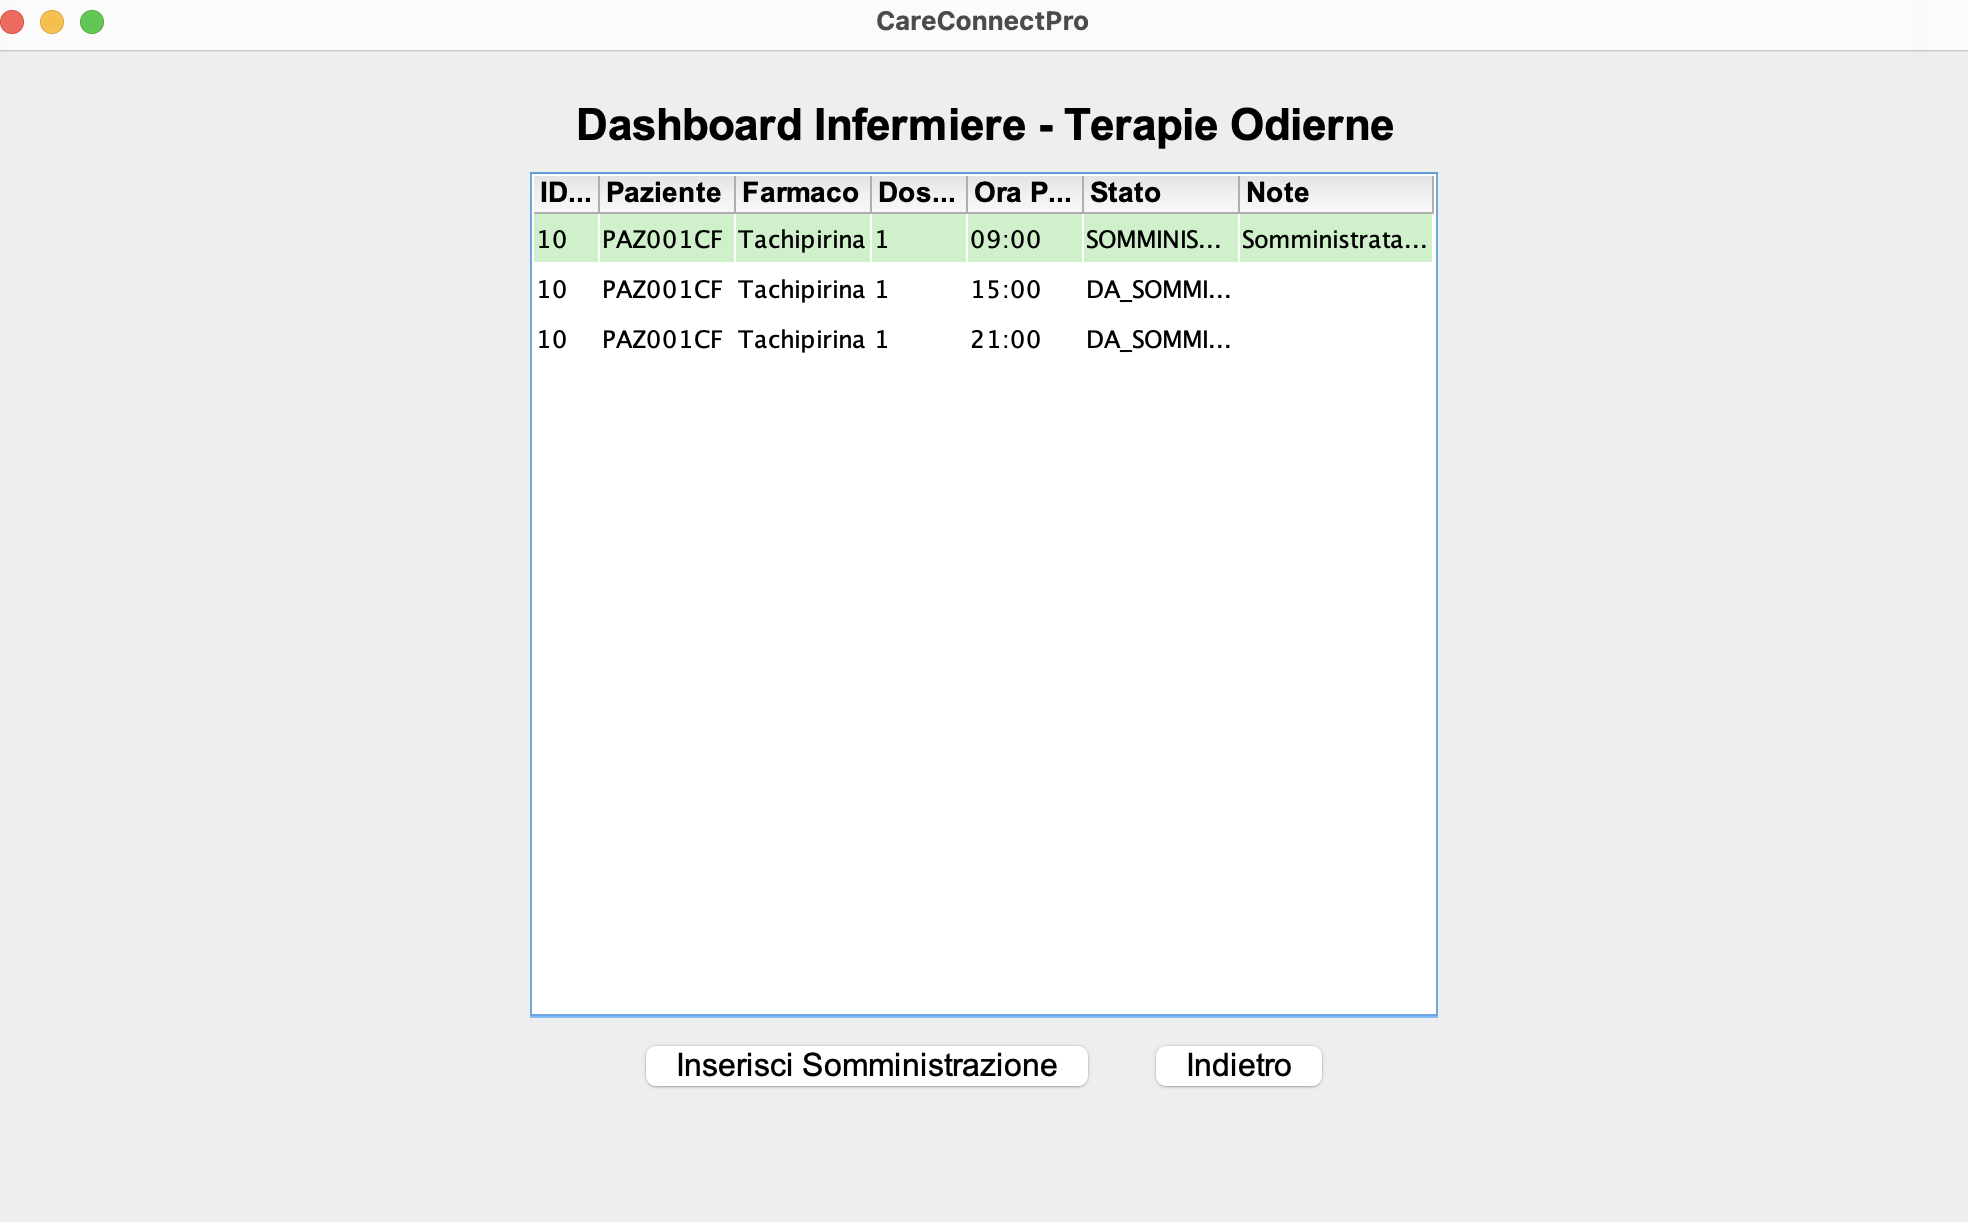 CareConnectPro
Dashboard Infermiere - Terapie Odierne
ID... Paziente Farmaco Dos... Ora P... Stato Note
10 PAZ001CF Tachipirina 1 09:00 SOMMINIS... Somministrata...
10 PAZ001CF Tachipirina 1 15:00 DA_SOMMI...
10 PAZ001CF Tachipirina 1 21:00 DA_SOMMI...
Inserisci Somministrazione Indietro